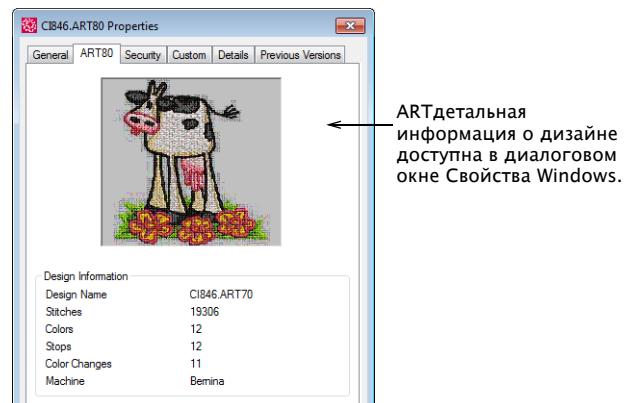 CI846.ART80 Properties
General ART80 Security Custom Details Previous Versions
ARTдетальная
информация о дизайне
доступна в диалоговом
окне Свойства Windows.
Design Information
Design Name CI846.ART70
Stitches 19306
Colors 12
Stops 12
Color Changes 11
Machine Bernina